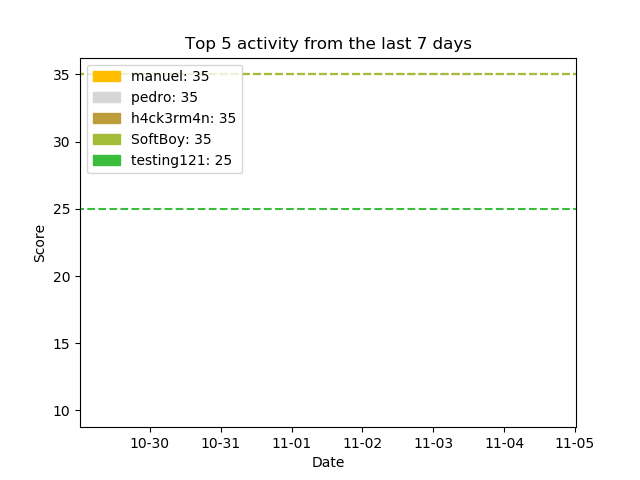 Top 5 activity from the last 7 days
manuel: 35
pedro: 35
h4ck3rm4n: 35
SoftBoy: 35
testing121: 25
Score
35
30
25
20
15
10
10-30 10-31 11-01 11-02 11-03 11-04 11-05
Date